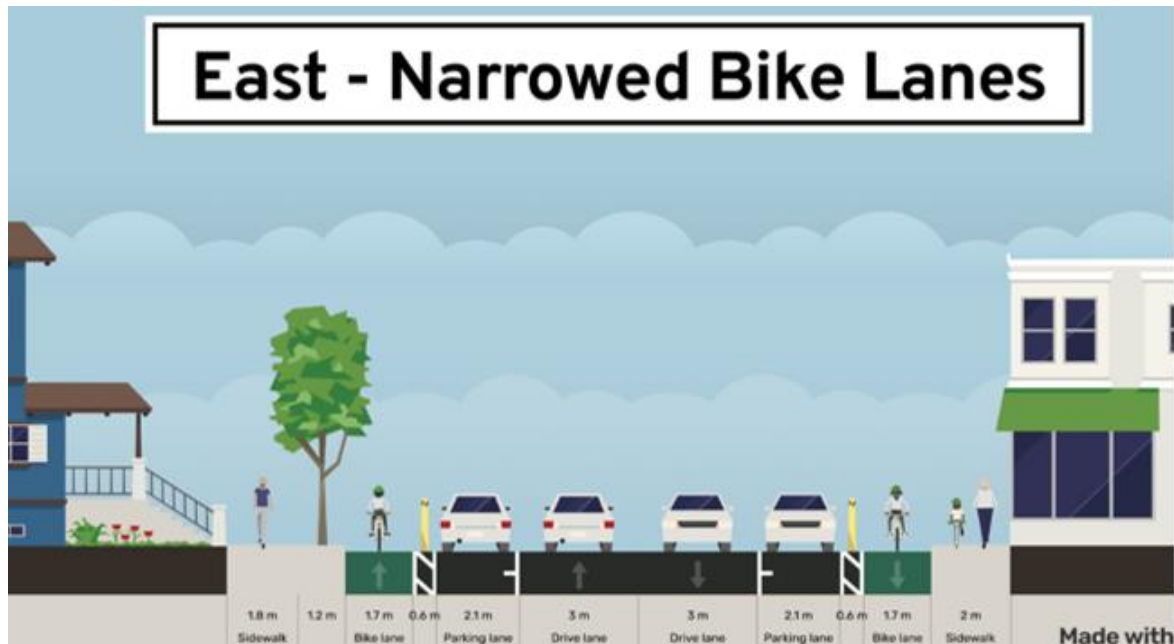 East - Narrowed Bike Lanes
1.8 m 1.2 m 1.7 m 0.6 m 2.1 m 3 m 3 m 2.1 m 0.6 m 1.7 m 2 m
Sidewalk Bike lane Parking lane Drive lane Drive lane Parking lane Bike lane Sidewalk
Made with